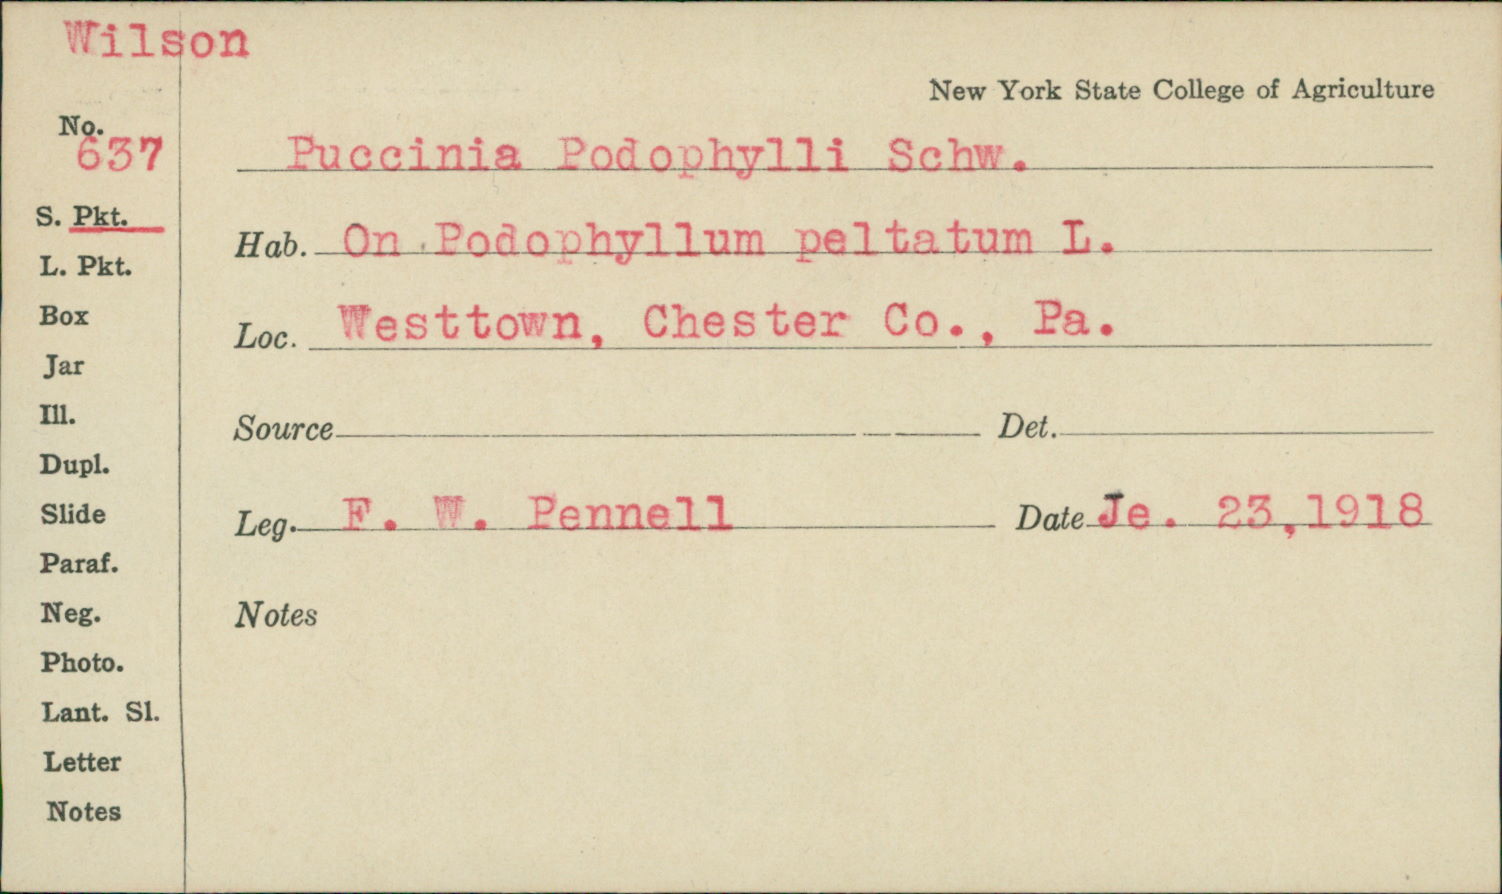 Wilson
New York State College of Agriculture
No.
637
Puccinia Podophylli Schw.
S. Pkt.
Hab. On Podophyllum peltatum L.
L. Pkt.
Box
Loc. Westtown, Chester Co., Pa.
Jar
Ill.
Source Det.
Dupl.
Slide
Leg. F. W. Pennell Date Je. 23,1918
Paraf.
Neg.
Notes
Photo.
Lant. Sl.
Letter
Notes